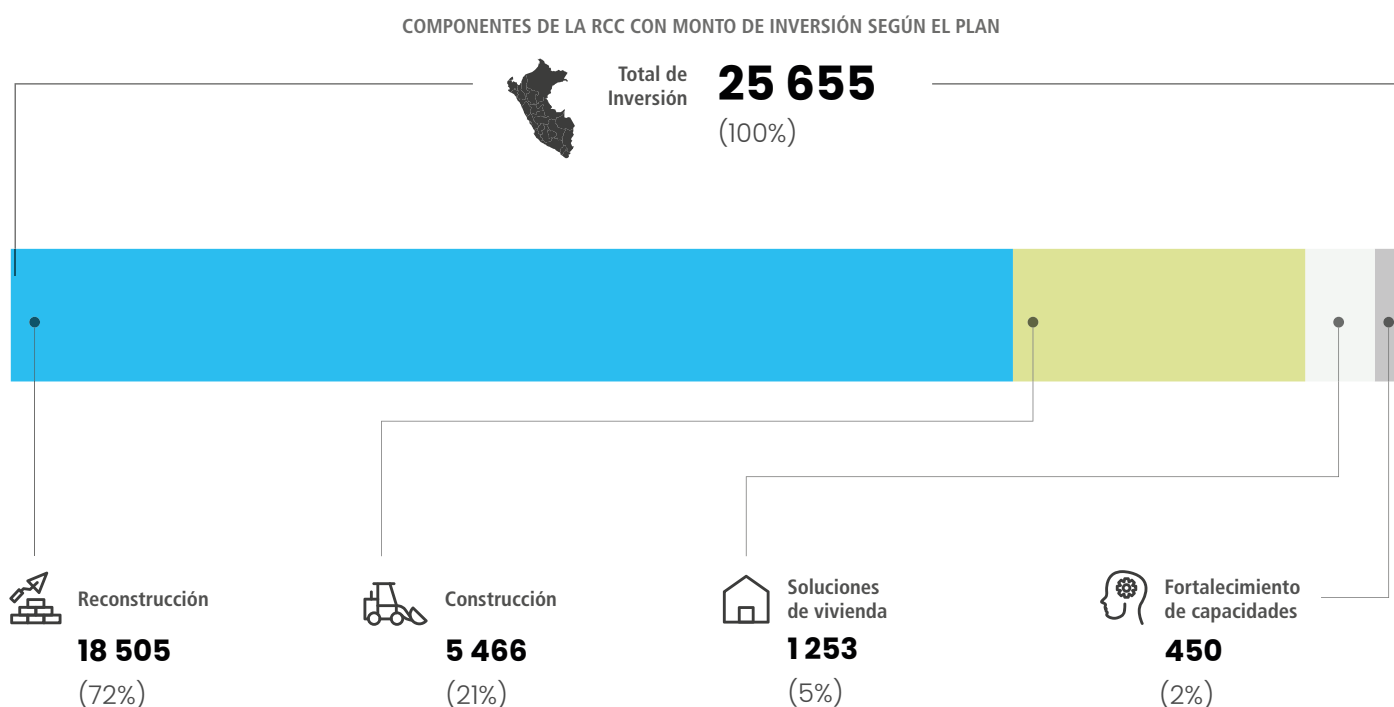 COMPONENTES DE LA RCC CON MONTO DE INVERSIÓN SEGÚN EL PLAN
Total de
Inversión
25 655
(100%)
Reconstrucción
18 505
(72%)
Construcción
5 466
(21%)
Soluciones
de vivienda
1 253
(5%)
Fortalecimiento
de capacidades
450
(2%)